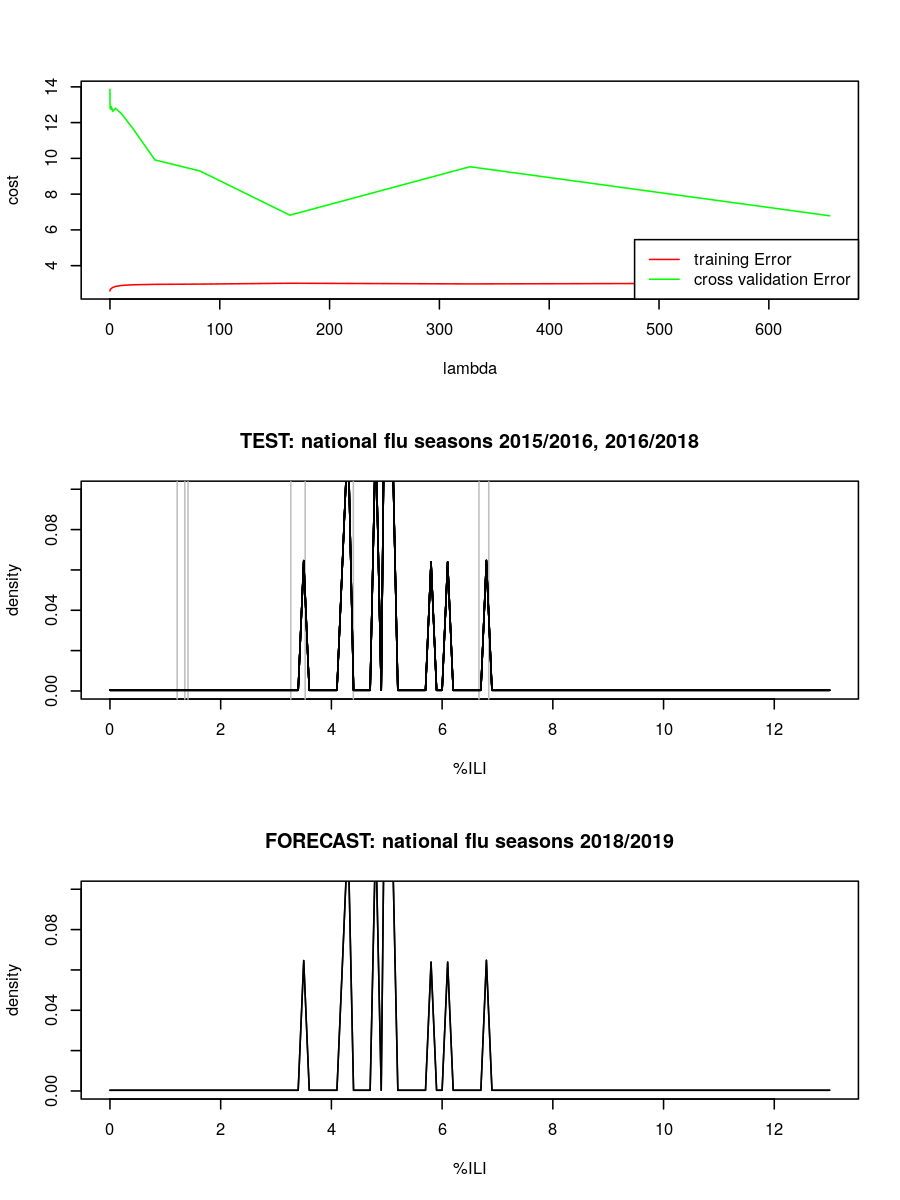 cost
14
12
10
8
6
4
training Error
cross validation Error
0 100 200 300 400 500 600
lambda
TEST: national flu seasons 2015/2016, 2016/2018
density
0.08
0.04
0.00
0 2 4 6 8 10 12
%ILI
FORECAST: national flu seasons 2018/2019
density
0.08
0.04
0.00
0 2 4 6 8 10 12
%ILI